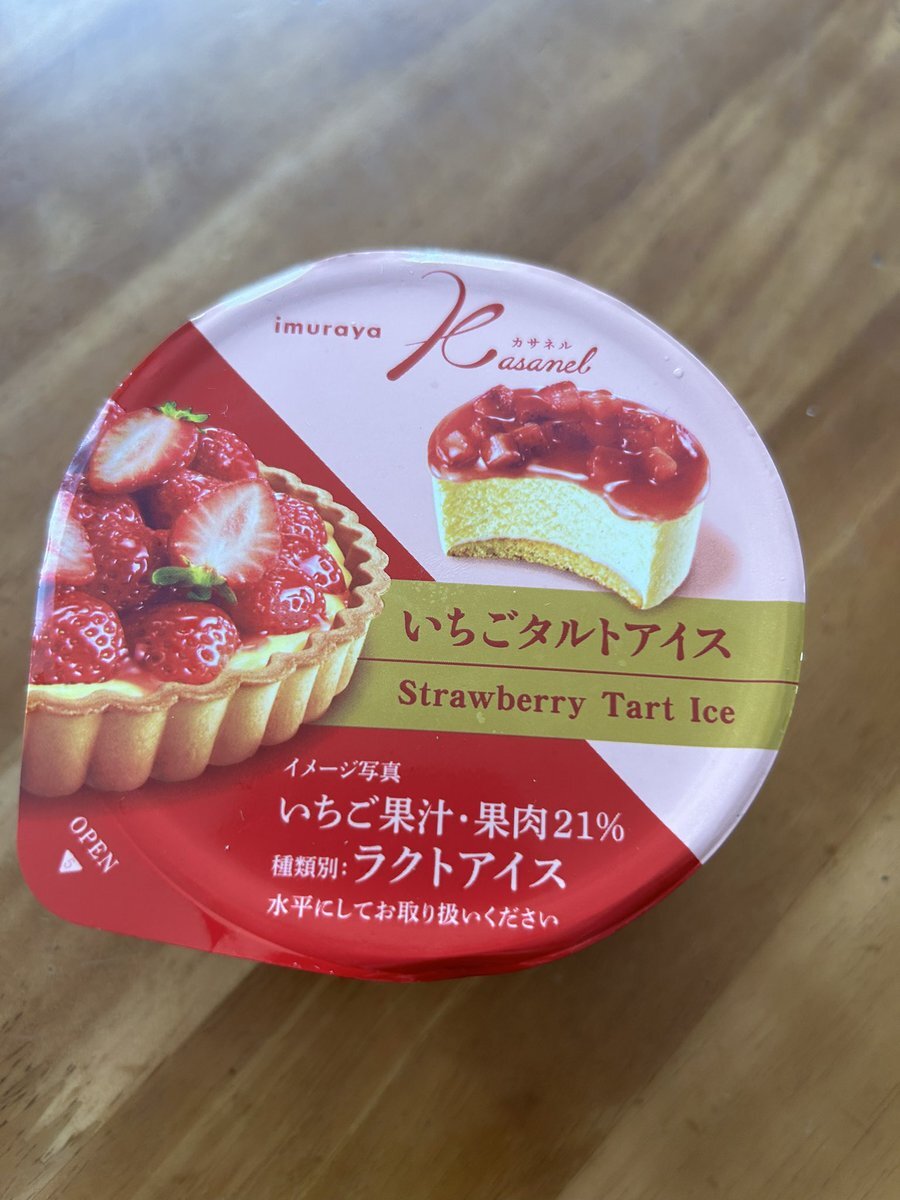 imuraya
カサネル
Kasanel
いちごタルトアイス
Strawberry Tart Ice
イメージ写真
いちご果汁・果肉21%
種類別:ラクトアイス
水平にしてお取り扱いください
OPEN